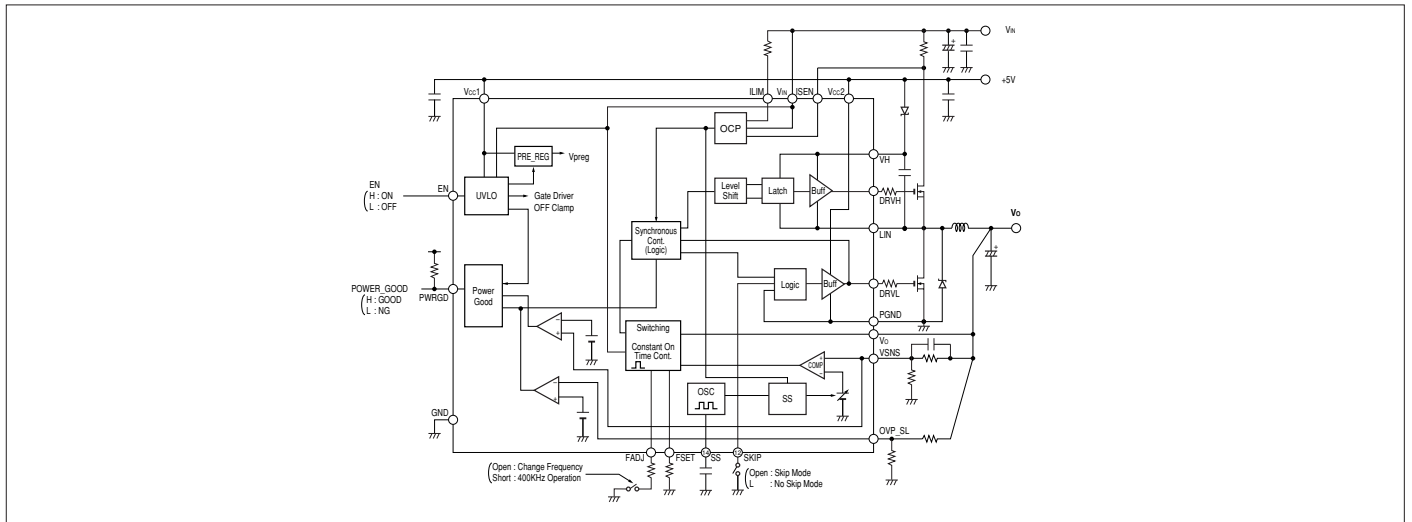 VIN
+5V
VCC1
ILIM
VIN
ISEN
VCC2
OCP
VH
PRE_REG
Vpreg
EN
H : ON
L : OFF
EN
UVLO
Gate Driver
OFF Clamp
Level
Shift
Latch
Buff
DRVH
LIN
Vo
Synchronous
Cont.
(Logic)
POWER_GOOD
H : GOOD
L : NG
PWRGD
Power
Good
Logic
Buff
DRVL
PGND
Switching
Constant On
Time Cont.
Vo
VSNS
COMP
+
−
−
+
OSC
SS
−
+
GND
OVP_SL
FADJ
FSET
14
SS
12
SKIP
Open : Change Frequency
Short : 400KHz Operation
Open : Skip Mode
L : No Skip Mode